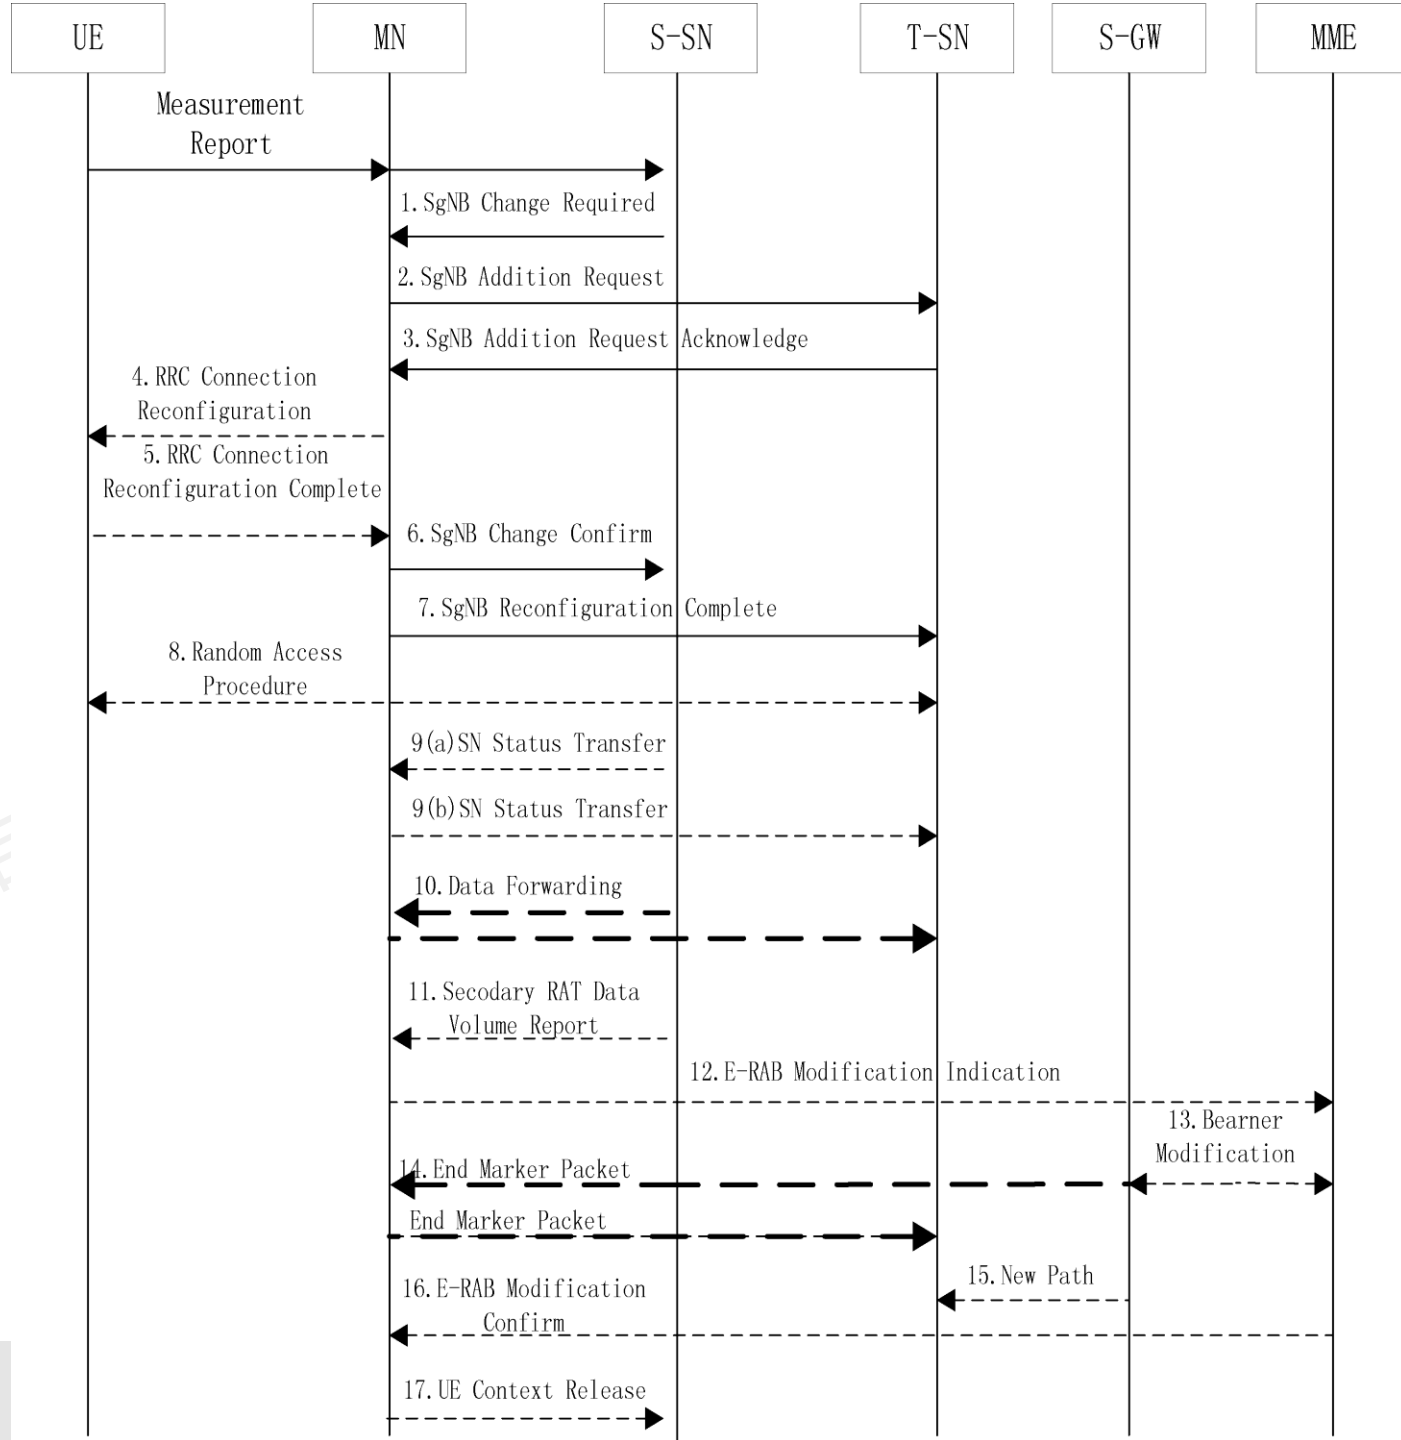 UE MN S-SN T-SN S-GW MME
Measurement
Report
1.SgNB Change Required
2.SgNB Addition Request
3.SgNB Addition Request Acknowledge
4.RRC Connection
Reconfiguration
5.RRC Connection
Reconfiguration Complete
6.SgNB Change Confirm
7.SgNB Reconfiguration Complete
8.Random Access
Procedure
9(a)SN Status Transfer
9(b)SN Status Transfer
10.Data Forwarding
11.Secodary RAT Data
Volume Report
12.E-RAB Modification Indication
13.Bearner
Modification
14.End Marker Packet
End Marker Packet
15.New Path
16.E-RAB Modification
Confirm
17.UE Context Release